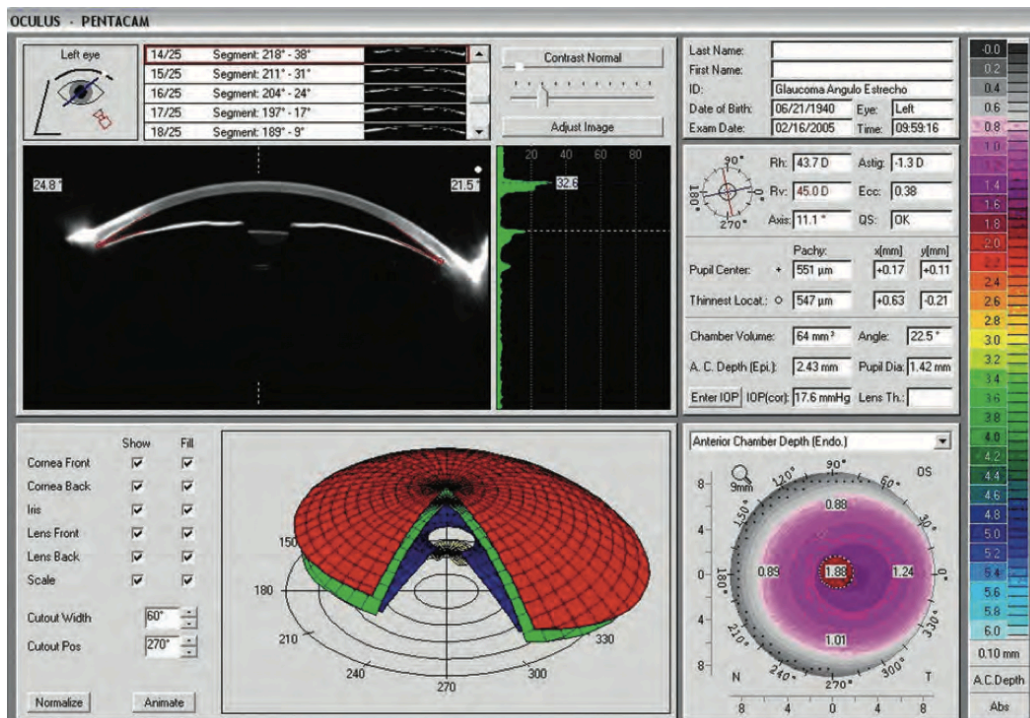 OCULUS - PENTACAM
Left eye
14/25 Segment: 218° - 38°
15/25 Segment: 211° - 31°
16/25 Segment: 204° - 24°
17/25 Segment: 197° - 17°
18/25 Segment: 189° - 9°
Contrast Normal
Adjust Image
24.8°
21.5°
20 40 60 80
32.6
Last Name:
First Name:
ID: Glaucoma Angulo Estrecho
Date of Birth: 06/21/1940 Eye: Left
Exam Date: 02/16/2005 Time: 09:59:16
90°
180° 0°
270°
Rh: 43.7 D Astig: -1.3 D
Rv: 45.0 D Ecc: 0.38
Axis: 11.1 ° QS: OK
Pachy: x[mm] y[mm]
Pupil Center: + 551 µm +0.17 +0.11
Thinnest Locat.: O 547 µm +0.63 -0.21
Chamber Volume: 64 mm³ Angle: 22.5 °
A. C. Depth (Epi.): 2.43 mm Pupil Dia: 1.42 mm
Enter IOP IOP(cor): 17.6 mmHg Lens Th.:
Show Fill
Cornea Front
Cornea Back
Iris
Lens Front
Lens Back
Scale
Cutout Width 60°
Cutout Pos 270°
Normalize Animate
150
180
210
240
270
300
330
Anterior Chamber Depth (Endo.)
9mm
OS
8
4
0
4
8
90°
120° 60°
150° 30°
180° 0°
210° 330°
240° 300°
270°
0.88
0.89 1.88 1.24
1.01
N T
8 4 0 4 8
-0.0
0.2
0.4
0.6
0.8
1.0
1.4
1.6
1.8
2.0
2.4
2.6
2.8
3.0
3.2
3.4
3.6
3.8
4.0
4.2
4.4
4.6
4.8
5.0
5.2
5.4
5.6
5.8
6.0
0.10 mm
A.C.Depth
Abs